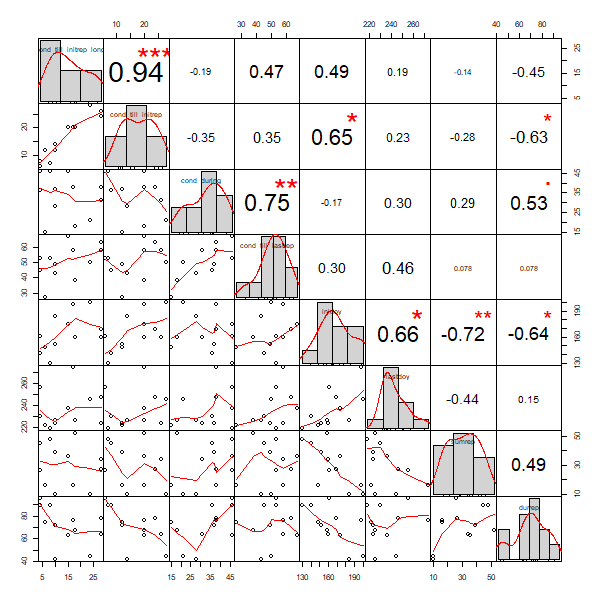 10 20 30 40 50 60 220 240 260 40 60 80
ond_till_initrep_long 0.94 *** -0.19 0.47 0.49 0.19 -0.14 -0.45 5 15 25
10 20 cond_till_initrep -0.35 0.35 0.65 * 0.23 -0.28 -0.63 *
cond_during 0.75 ** -0.17 0.30 0.29 0.53 . 15 25 35 45
30 40 50 60 0.30 0.46 0.078 0.078
0.66 * -0.72 ** -0.64 * 130 160 190
220 240 260 -0.44 0.15
0.49 10 30 50
40 60 80
5 15 25 15 25 35 45 130 160 190 10 30 50